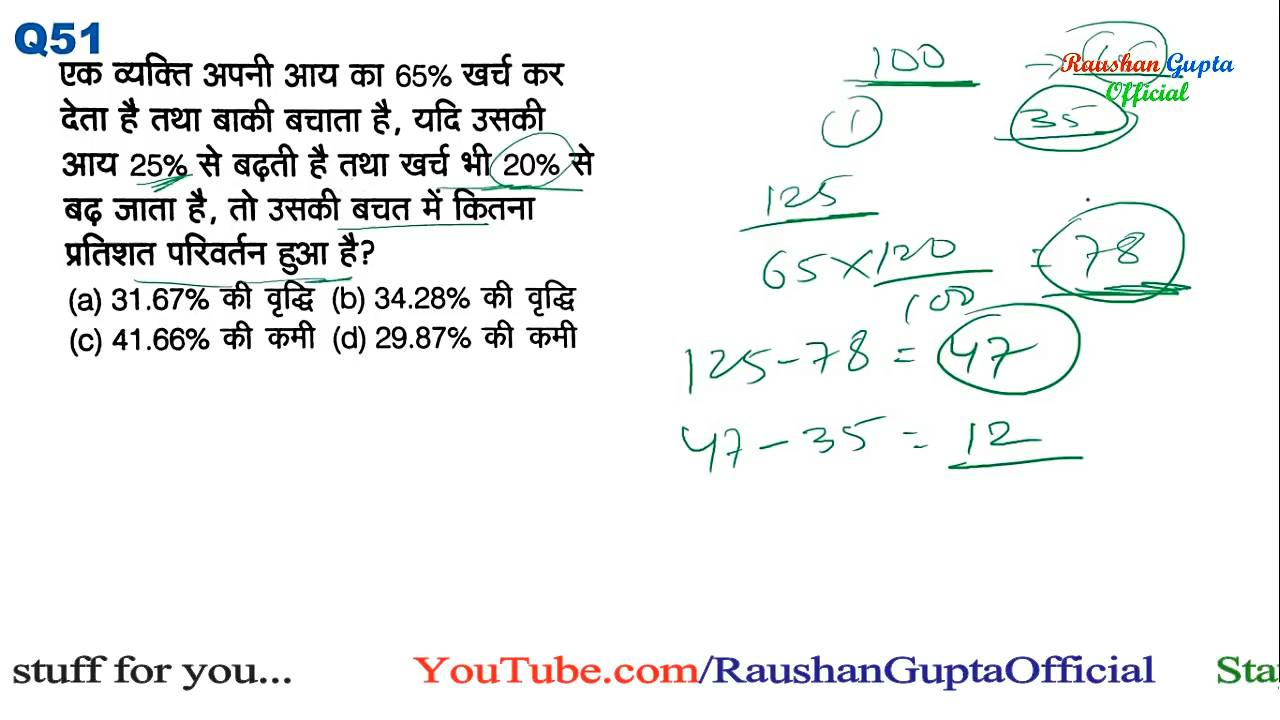 Q51
एक व्यक्ति अपनी आय का 65% खर्च कर
देता है तथा बाकी बचाता है, यदि उसकी
आय 25% से बढ़ती है तथा खर्च भी 20% से
बढ़ जाता है, तो उसकी बचत में कितना
प्रतिशत परिवर्तन हुआ है?
(a) 31.67% की वृद्धि (b) 34.28% की वृद्धि
(c) 41.66% की कमी (d) 29.87% की कमी
100 →
Raushan Gupta
Official
① 35
125
65×120/100 = 78
125-78 = 47
47-35 = 12
stuff for you... YouTube.com/RaushanGuptaOfficial Sta